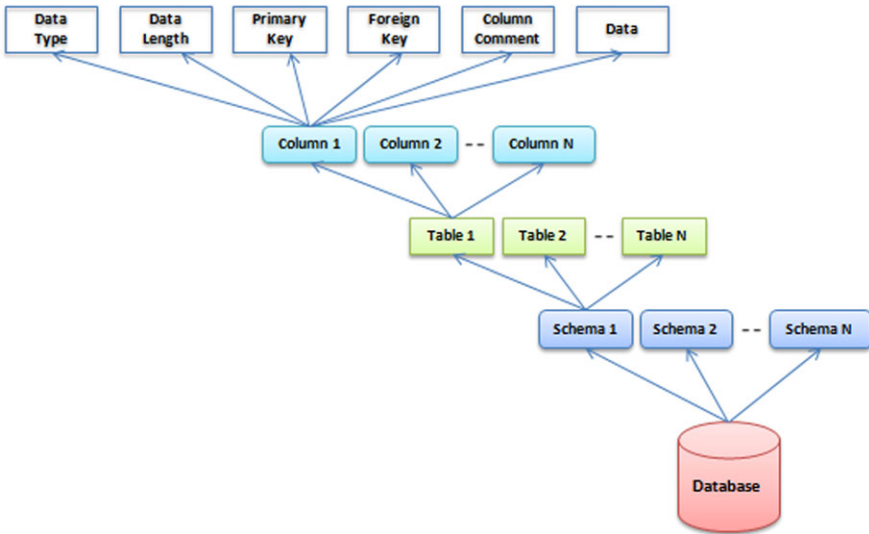 Data
Type
Data
Length
Primary
Key
Foreign
Key
Column
Comment
Data
Column 1
Column 2
--
Column N
Table 1
Table 2
--
Table N
Schema 1
Schema 2
--
Schema N
Database